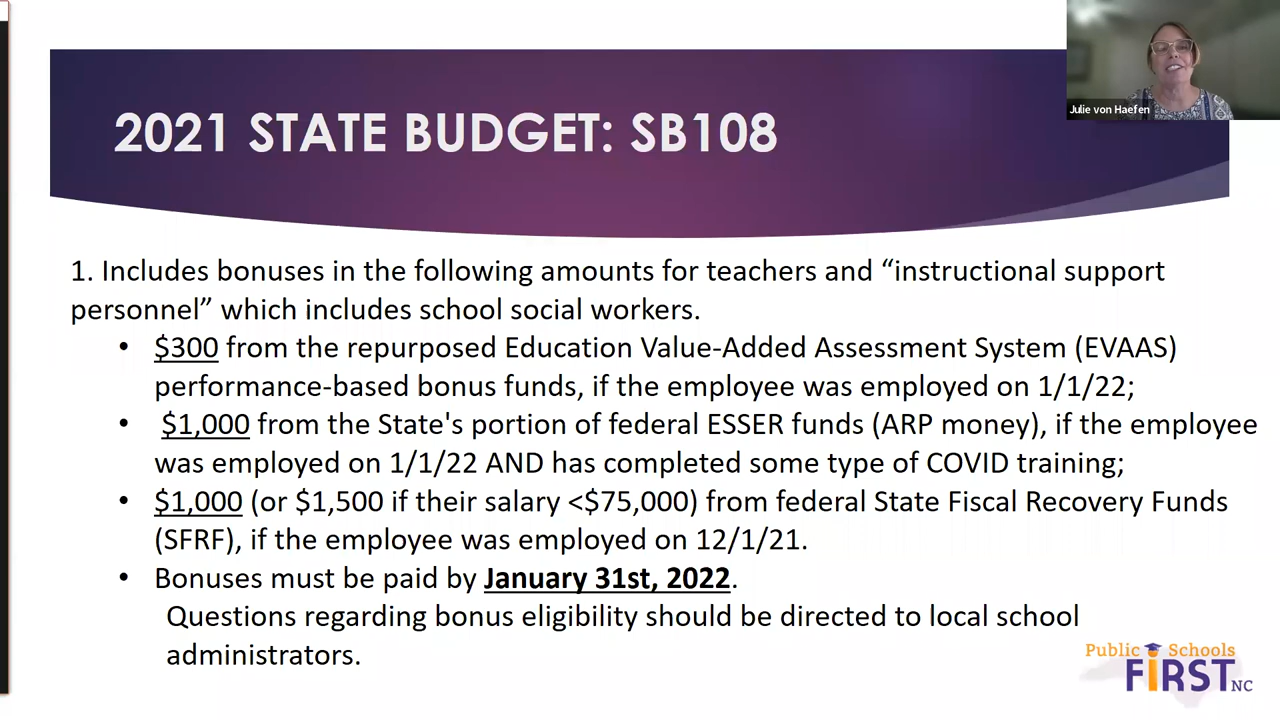 Julie von Haefen
2021 STATE BUDGET: SB108
1. Includes bonuses in the following amounts for teachers and “instructional support
personnel” which includes school social workers.
• $300 from the repurposed Education Value-Added Assessment System (EVAAS)
performance-based bonus funds, if the employee was employed on 1/1/22;
• $1,000 from the State's portion of federal ESSER funds (ARP money), if the employee
was employed on 1/1/22 AND has completed some type of COVID training;
• $1,000 (or $1,500 if their salary <$75,000) from federal State Fiscal Recovery Funds
(SFRF), if the employee was employed on 12/1/21.
• Bonuses must be paid by January 31st, 2022.
Questions regarding bonus eligibility should be directed to local school
administrators.
Public Schools
FiRST NC